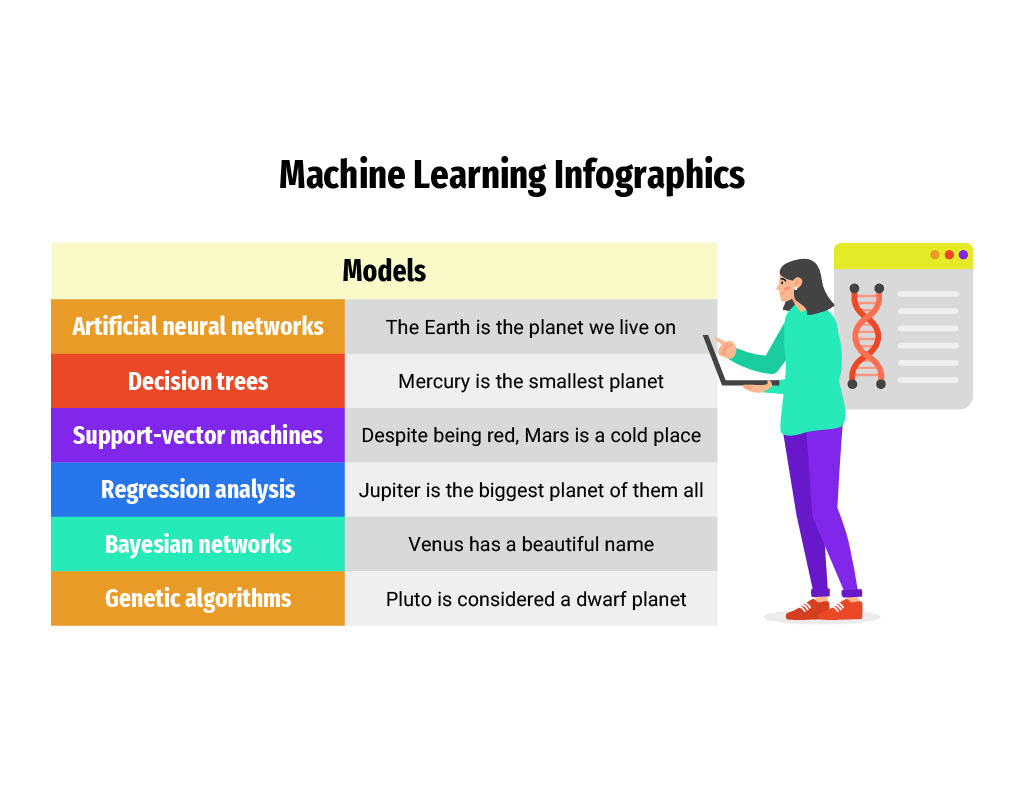 Machine Learning Infographics
Models
Artificial neural networks The Earth is the planet we live on
Decision trees Mercury is the smallest planet
Support-vector machines Despite being red, Mars is a cold place
Regression analysis Jupiter is the biggest planet of them all
Bayesian networks Venus has a beautiful name
Genetic algorithms Pluto is considered a dwarf planet